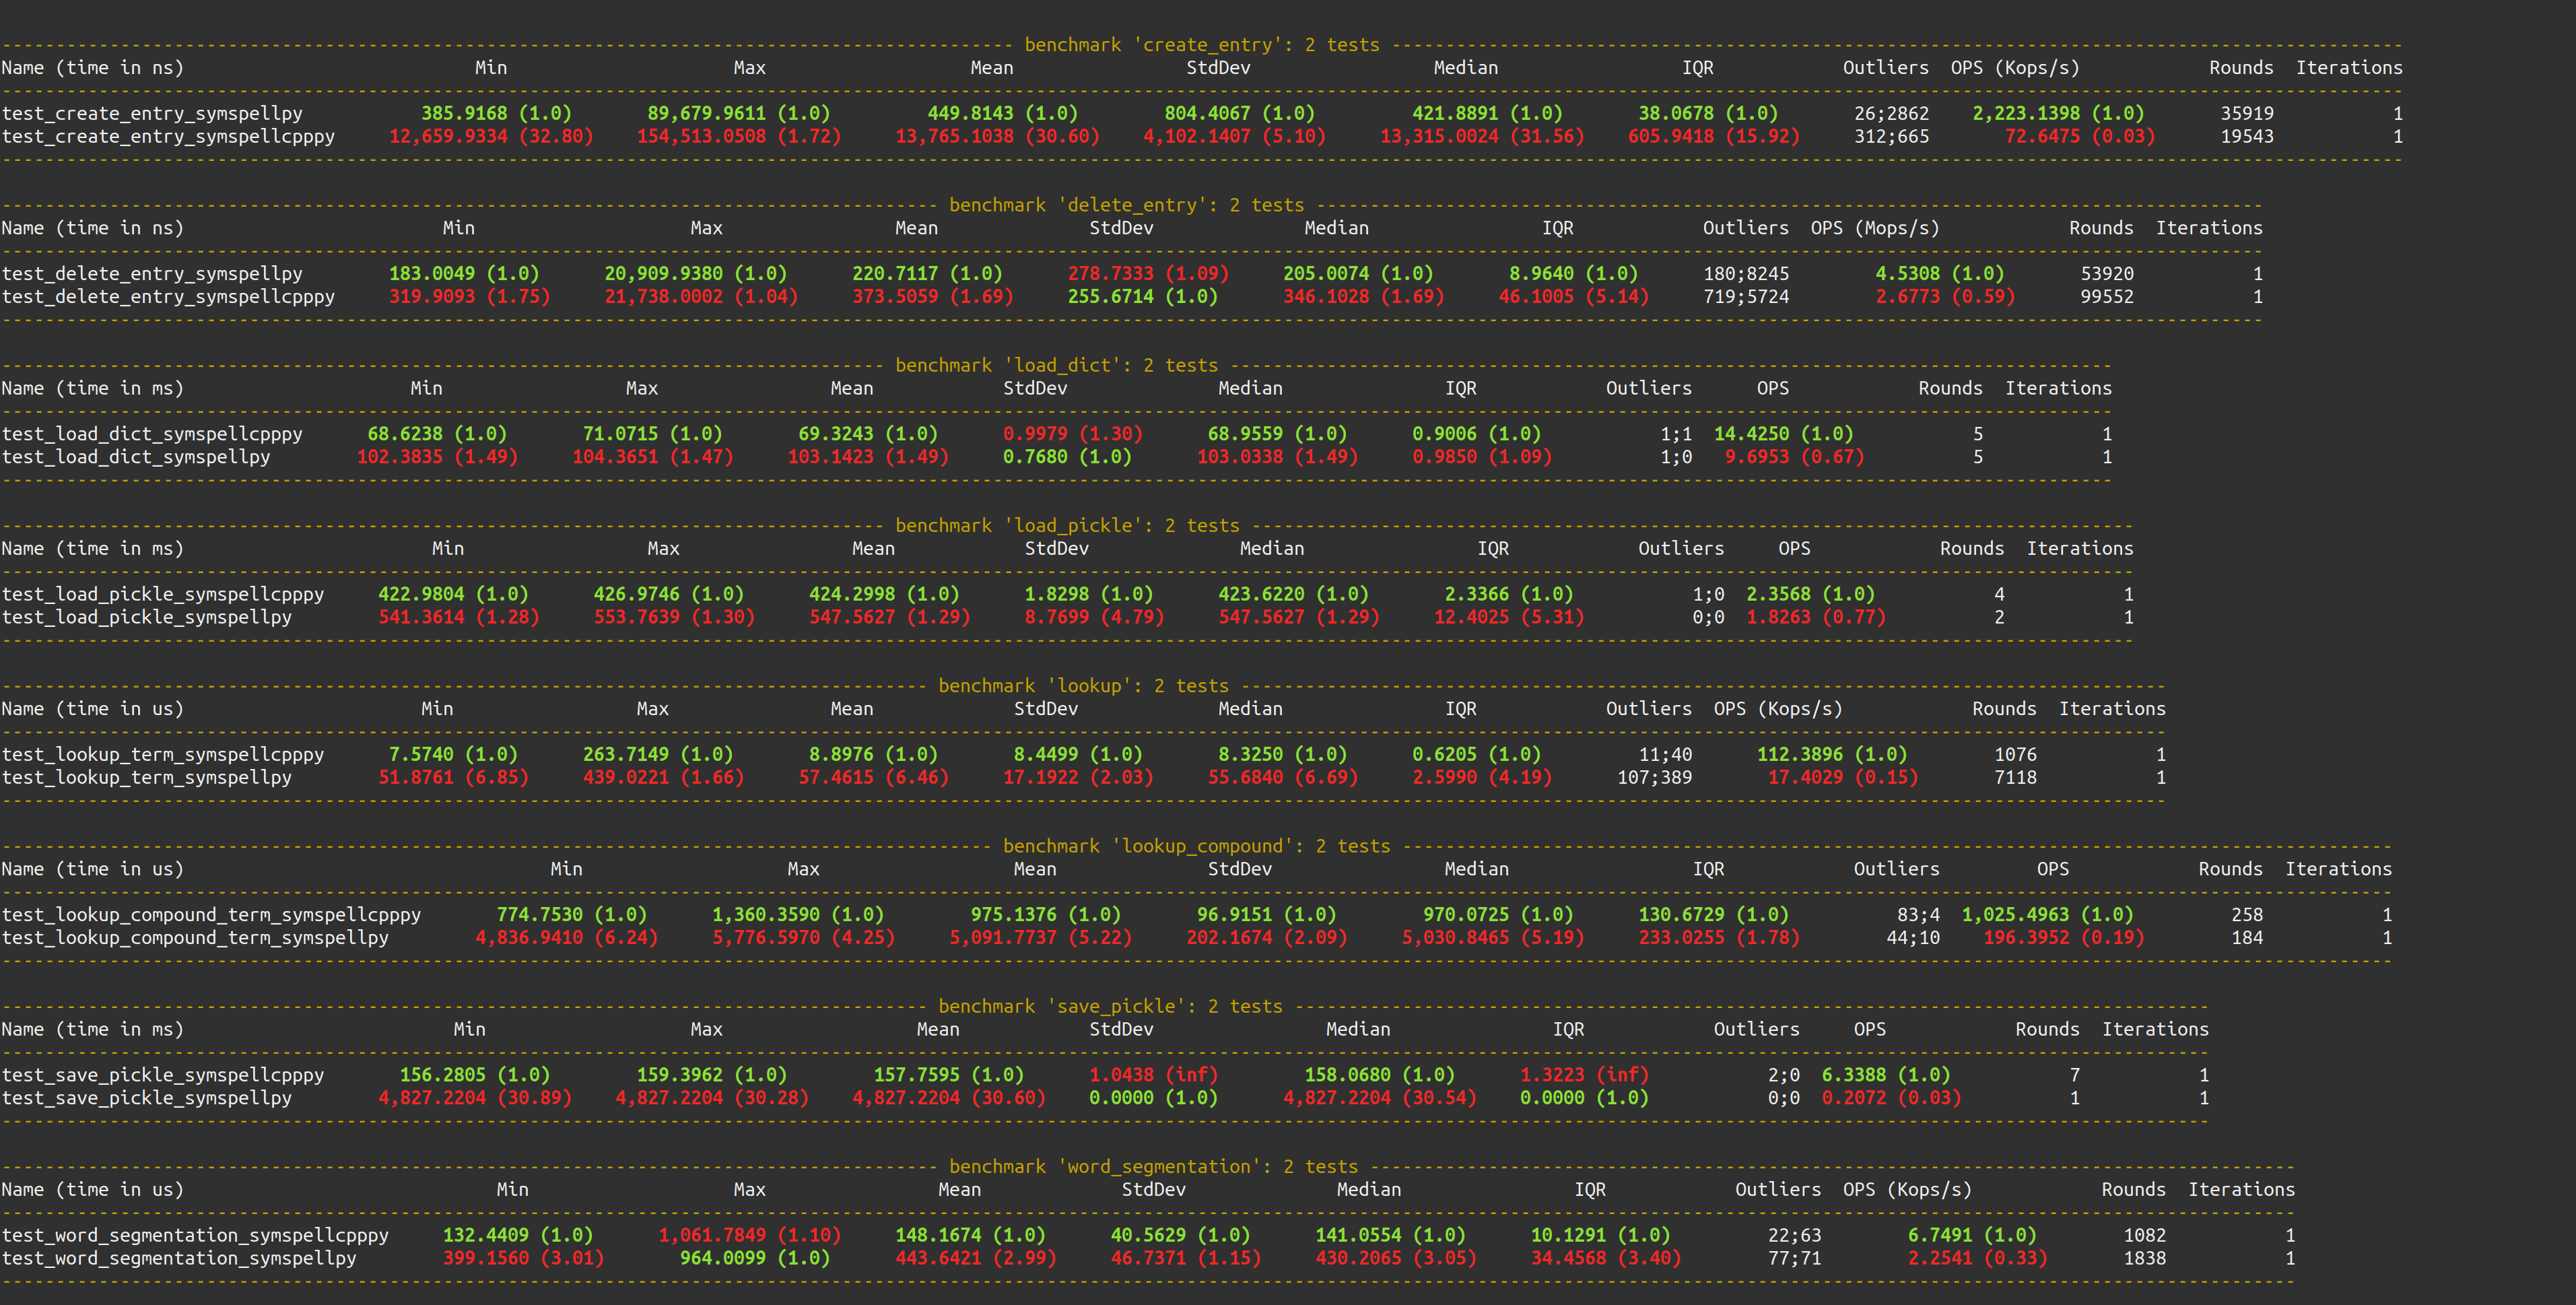 benchmark 'create_entry': 2 tests
Name (time in ns) Min Max Mean StdDev Median IQR Outliers OPS (Kops/s) Rounds Iterations
test_create_entry_symspellpy 385.9168 (1.0) 89,679.9611 (1.0) 449.8143 (1.0) 804.4067 (1.0) 421.8891 (1.0) 38.0678 (1.0) 26;2862 2,223.1398 (1.0) 35919 1
test_create_entry_symspellcpppy 12,659.9334 (32.80) 154,513.0508 (1.72) 13,765.1038 (30.60) 4,102.1407 (5.10) 13,315.0024 (31.56) 605.9418 (15.92) 312;665 72.6475 (0.03) 19543 1
benchmark 'delete_entry': 2 tests
Name (time in ns) Min Max Mean StdDev Median IQR Outliers OPS (Mops/s) Rounds Iterations
test_delete_entry_symspellpy 183.0049 (1.0) 20,909.9380 (1.0) 220.7117 (1.0) 278.7333 (1.09) 205.0074 (1.0) 8.9640 (1.0) 180;8245 4.5308 (1.0) 53920 1
test_delete_entry_symspellcpppy 319.9093 (1.75) 21,738.0002 (1.04) 373.5059 (1.69) 255.6714 (1.0) 346.1028 (1.69) 46.1005 (5.14) 719;5724 2.6773 (0.59) 99552 1
benchmark 'load_dict': 2 tests
Name (time in ms) Min Max Mean StdDev Median IQR Outliers OPS Rounds Iterations
test_load_dict_symspellcpppy 68.6238 (1.0) 71.0715 (1.0) 69.3243 (1.0) 0.9979 (1.30) 68.9559 (1.0) 0.9006 (1.0) 1;1 14.4250 (1.0) 5 1
test_load_dict_symspellpy 102.3835 (1.49) 104.3651 (1.47) 103.1423 (1.49) 0.7680 (1.0) 103.0338 (1.49) 0.9850 (1.09) 1;0 9.6953 (0.67) 5 1
benchmark 'load_pickle': 2 tests
Name (time in ms) Min Max Mean StdDev Median IQR Outliers OPS Rounds Iterations
test_load_pickle_symspellcpppy 422.9804 (1.0) 426.9746 (1.0) 424.2998 (1.0) 1.8298 (1.0) 423.6220 (1.0) 2.3366 (1.0) 1;0 2.3568 (1.0) 4 1
test_load_pickle_symspellpy 541.3614 (1.28) 553.7639 (1.30) 547.5627 (1.29) 8.7699 (4.79) 547.5627 (1.29) 12.4025 (5.31) 0;0 1.8263 (0.77) 2 1
benchmark 'lookup': 2 tests
Name (time in us) Min Max Mean StdDev Median IQR Outliers OPS (Kops/s) Rounds Iterations
test_lookup_term_symspellcpppy 7.5740 (1.0) 263.7149 (1.0) 8.8976 (1.0) 8.4499 (1.0) 8.3250 (1.0) 0.6205 (1.0) 11;40 112.3896 (1.0) 1076 1
test_lookup_term_symspellpy 51.8761 (6.85) 439.0221 (1.66) 57.4615 (6.46) 17.1922 (2.03) 55.6840 (6.69) 2.5990 (4.19) 107;389 17.4029 (0.15) 7118 1
benchmark 'lookup_compound': 2 tests
Name (time in us) Min Max Mean StdDev Median IQR Outliers OPS Rounds Iterations
test_lookup_compound_term_symspellcpppy 774.7530 (1.0) 1,360.3590 (1.0) 975.1376 (1.0) 96.9151 (1.0) 970.0725 (1.0) 130.6729 (1.0) 83;4 1,025.4963 (1.0) 258 1
test_lookup_compound_term_symspellpy 4,836.9410 (6.24) 5,776.5970 (4.25) 5,091.7737 (5.22) 202.1674 (2.09) 5,030.8465 (5.19) 233.0255 (1.78) 44;10 196.3952 (0.19) 184 1
benchmark 'save_pickle': 2 tests
Name (time in ms) Min Max Mean StdDev Median IQR Outliers OPS Rounds Iterations
test_save_pickle_symspellcpppy 156.2805 (1.0) 159.3962 (1.0) 157.7595 (1.0) 1.0438 (inf) 158.0680 (1.0) 1.3223 (inf) 2;0 6.3388 (1.0) 7 1
test_save_pickle_symspellpy 4,827.2204 (30.89) 4,827.2204 (30.28) 4,827.2204 (30.60) 0.0000 (1.0) 4,827.2204 (30.54) 0.0000 (1.0) 0;0 0.2072 (0.03) 1 1
benchmark 'word_segmentation': 2 tests
Name (time in us) Min Max Mean StdDev Median IQR Outliers OPS (Kops/s) Rounds Iterations
test_word_segmentation_symspellcpppy 132.4409 (1.0) 1,061.7849 (1.10) 148.1674 (1.0) 40.5629 (1.0) 141.0554 (1.0) 10.1291 (1.0) 22;63 6.7491 (1.0) 1082 1
test_word_segmentation_symspellpy 399.1560 (3.01) 964.0099 (1.0) 443.6421 (2.99) 46.7371 (1.15) 430.2065 (3.05) 34.4568 (3.40) 77;71 2.2541 (0.33) 1838 1